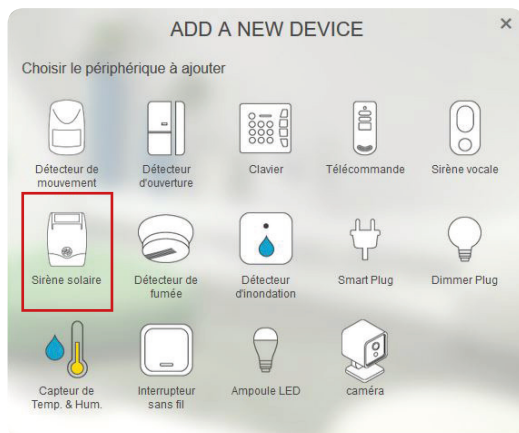 ADD A NEW DEVICE
×
Choisir le périphérique à ajouter
Détecteur de
mouvement
Détecteur
d'ouverture
Clavier
Télécommande
Sirène vocale
Sirène solaire
Détecteur de
fumée
Détecteur
d'inondation
Smart Plug
Dimmer Plug
Capteur de
Temp. & Hum.
Interrupteur
sans fil
Ampoule LED
caméra